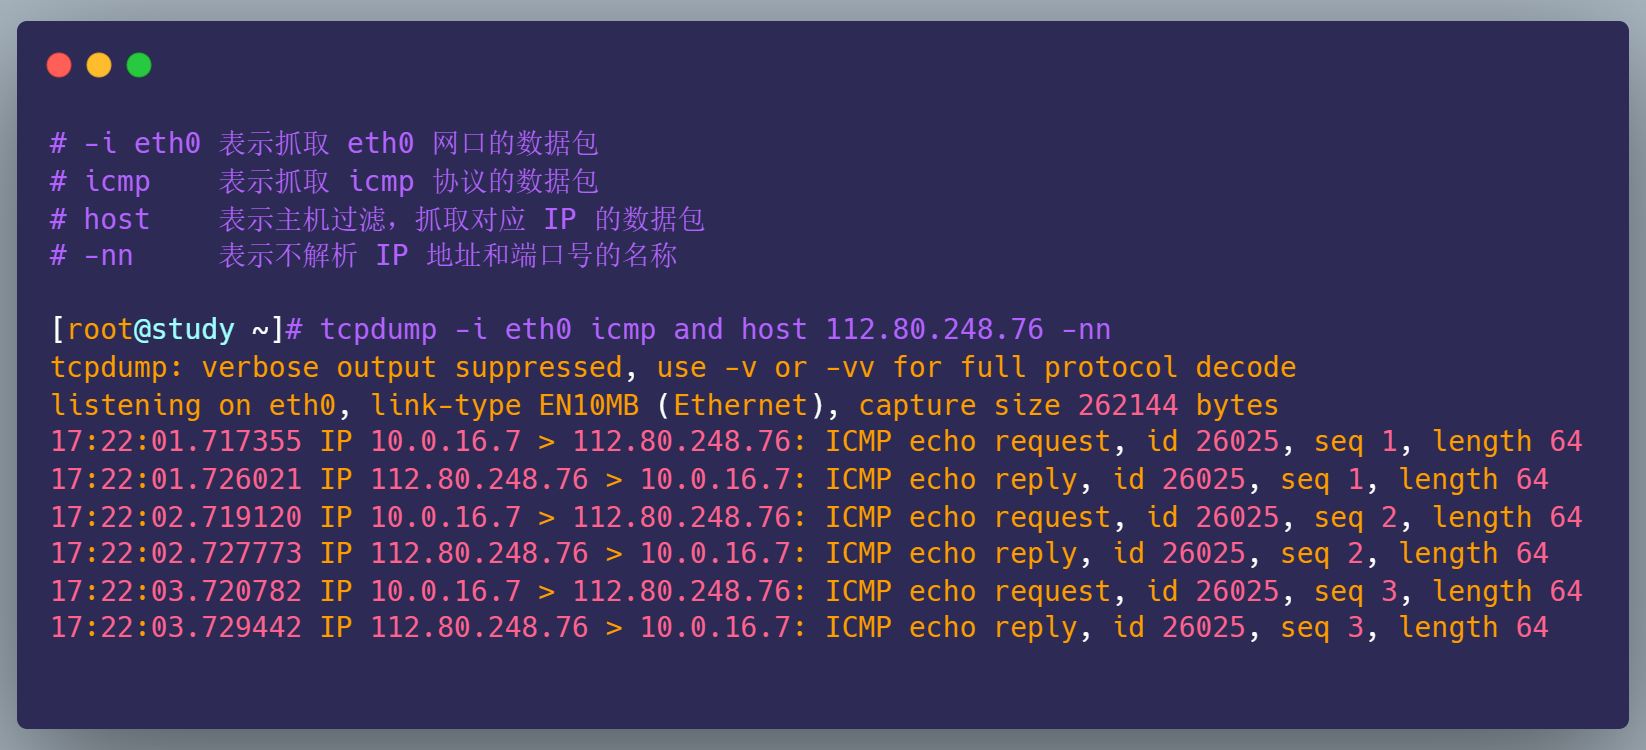 # -i eth0 表示抓取 eth0 网口的数据包
# icmp    表示抓取 icmp 协议的数据包
# host    表示主机过滤，抓取对应 IP 的数据包
# -nn     表示不解析 IP 地址和端口号的名称
[root@study ~]# tcpdump -i eth0 icmp and host 112.80.248.76 -nn
tcpdump: verbose output suppressed, use -v or -vv for full protocol decode
listening on eth0, link-type EN10MB (Ethernet), capture size 262144 bytes
17:22:01.717355 IP 10.0.16.7 > 112.80.248.76: ICMP echo request, id 26025, seq 1, length 64
17:22:01.726021 IP 112.80.248.76 > 10.0.16.7: ICMP echo reply, id 26025, seq 1, length 64
17:22:02.719120 IP 10.0.16.7 > 112.80.248.76: ICMP echo request, id 26025, seq 2, length 64
17:22:02.727773 IP 112.80.248.76 > 10.0.16.7: ICMP echo reply, id 26025, seq 2, length 64
17:22:03.720782 IP 10.0.16.7 > 112.80.248.76: ICMP echo request, id 26025, seq 3, length 64
17:22:03.729442 IP 112.80.248.76 > 10.0.16.7: ICMP echo reply, id 26025, seq 3, length 64